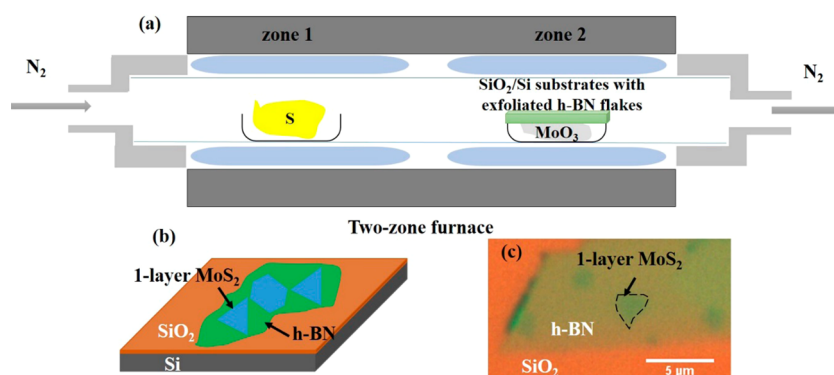 (a)
zone 1
zone 2
N₂
N₂
SiO₂/Si substrates with
exfoliated h-BN flakes
S
MoO₃
Two-zone furnace
(b)
1-layer MoS₂
SiO₂
h-BN
Si
(c)
1-layer MoS₂
h-BN
SiO₂
5 μm